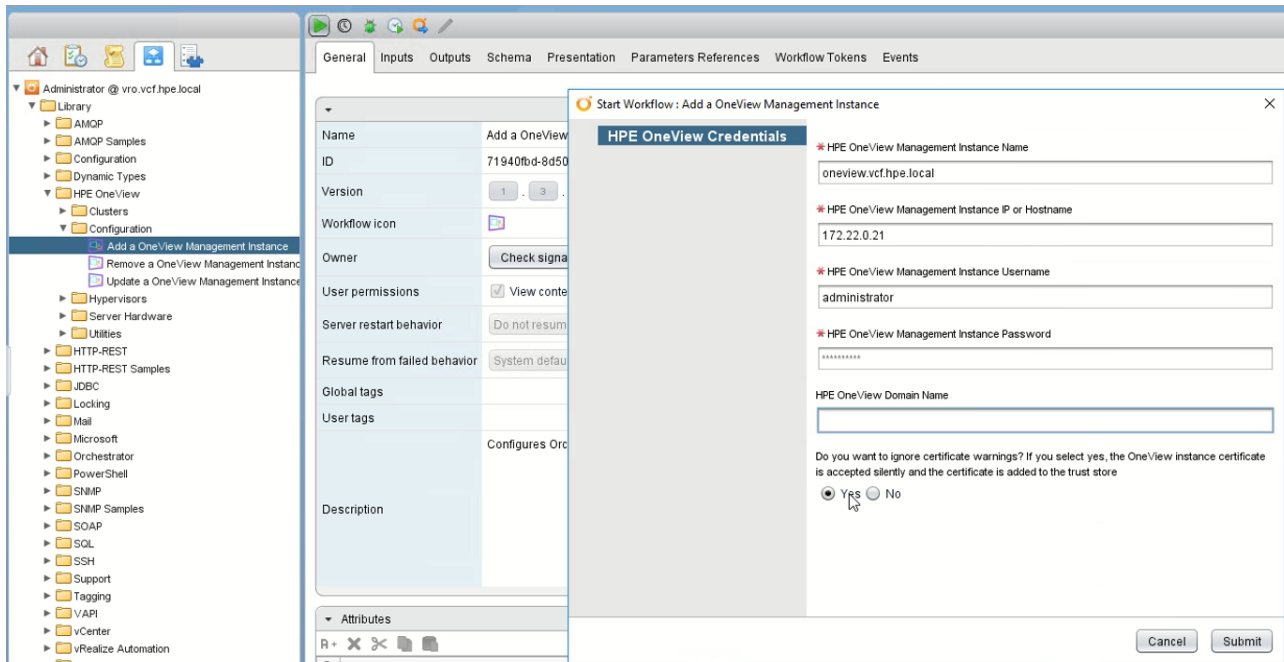 General Inputs Outputs Schema Presentation Parameters References Workflow Tokens Events
Administrator @ vro.vcf.hpe.local
Library
AMQP
AMQP Samples
Configuration
Dynamic Types
HPE OneView
Clusters
Configuration
Add a OneView Management Instance
Remove a OneView Management Instanc
Update a OneView Management Instance
Hypervisors
Server Hardware
Utilities
HTTP-REST
HTTP-REST Samples
JDBC
Locking
Mail
Microsoft
Orchestrator
PowerShell
SNMP
SNMP Samples
SOAP
SQL
SSH
Support
Tagging
VAPI
vCenter
vRealize Automation
Name Add a OneView
ID 71940fbd-8d50
Version 1 . 3 .
Workflow icon
Owner Check signa
User permissions View conte
Server restart behavior Do not resum
Resume from failed behavior System defau
Global tags
User tags
Description Configures Orc
Attributes
Start Workflow : Add a OneView Management Instance
HPE OneView Credentials
* HPE OneView Management Instance Name
oneview.vcf.hpe.local
* HPE OneView Management Instance IP or Hostname
172.22.0.21
* HPE OneView Management Instance Username
administrator
* HPE OneView Management Instance Password
**********
HPE OneView Domain Name
Do you want to ignore certificate warnings? If you select yes, the OneView instance certificate
is accepted silently and the certificate is added to the trust store
Yes No
Cancel Submit